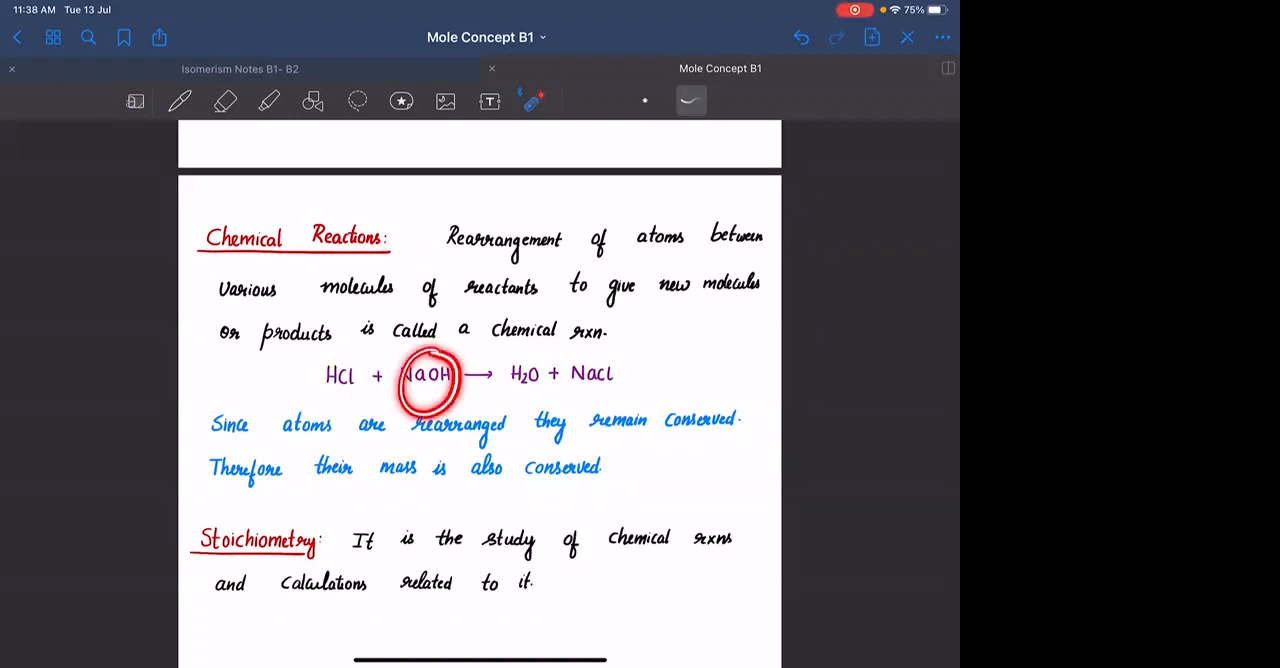 11:38 AM Tue 13 Jul
75%
Mole Concept B1
Isomerism Notes B1- B2
Mole Concept B1
Chemical Reactions: Rearrangement of atoms between
various molecules of reactants to give new molecules
or products is called a chemical rxn.
HCl + NaOH → H2O + NaCl
Since atoms are rearranged they remain conserved.
Therefore their mass is also conserved.
Stoichiometry: It is the study of chemical rxns
and calculations related to it.